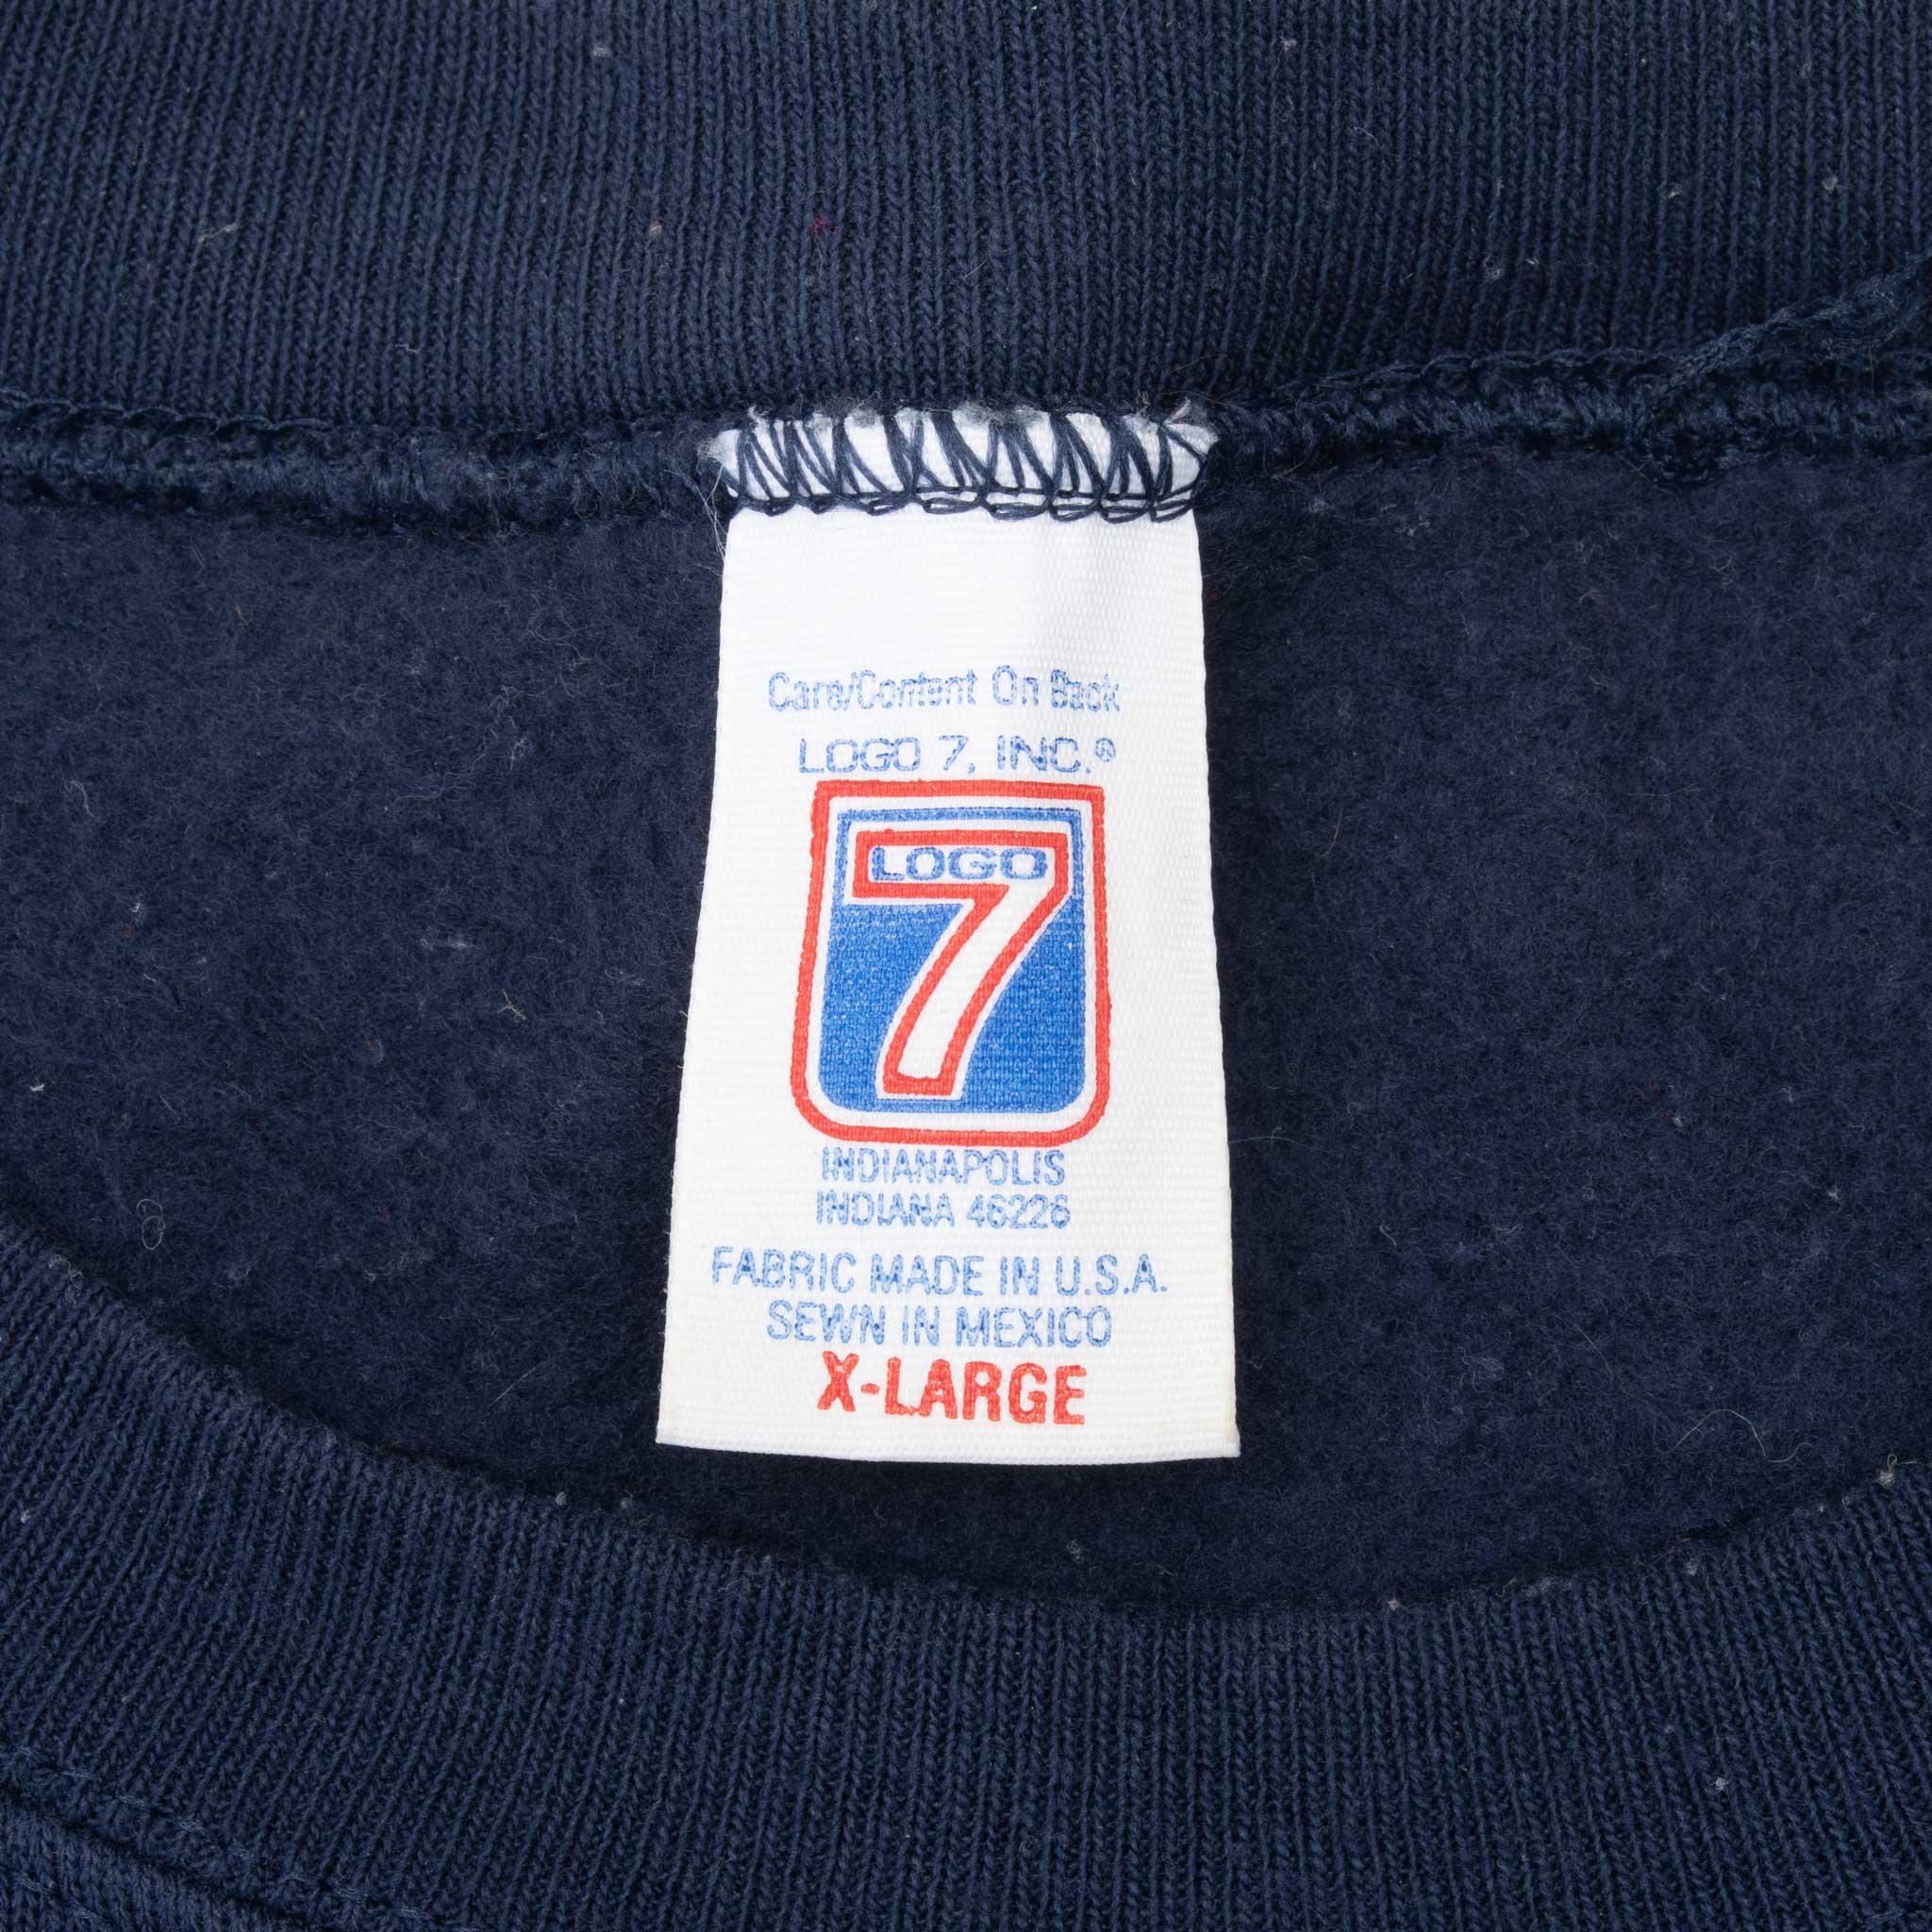 Care/Content On Back
LOGO 7, INC.®
LOGO
7
INDIANAPOLIS
INDIANA 46226
FABRIC MADE IN U.S.A.
SEWN IN MEXICO
X-LARGE